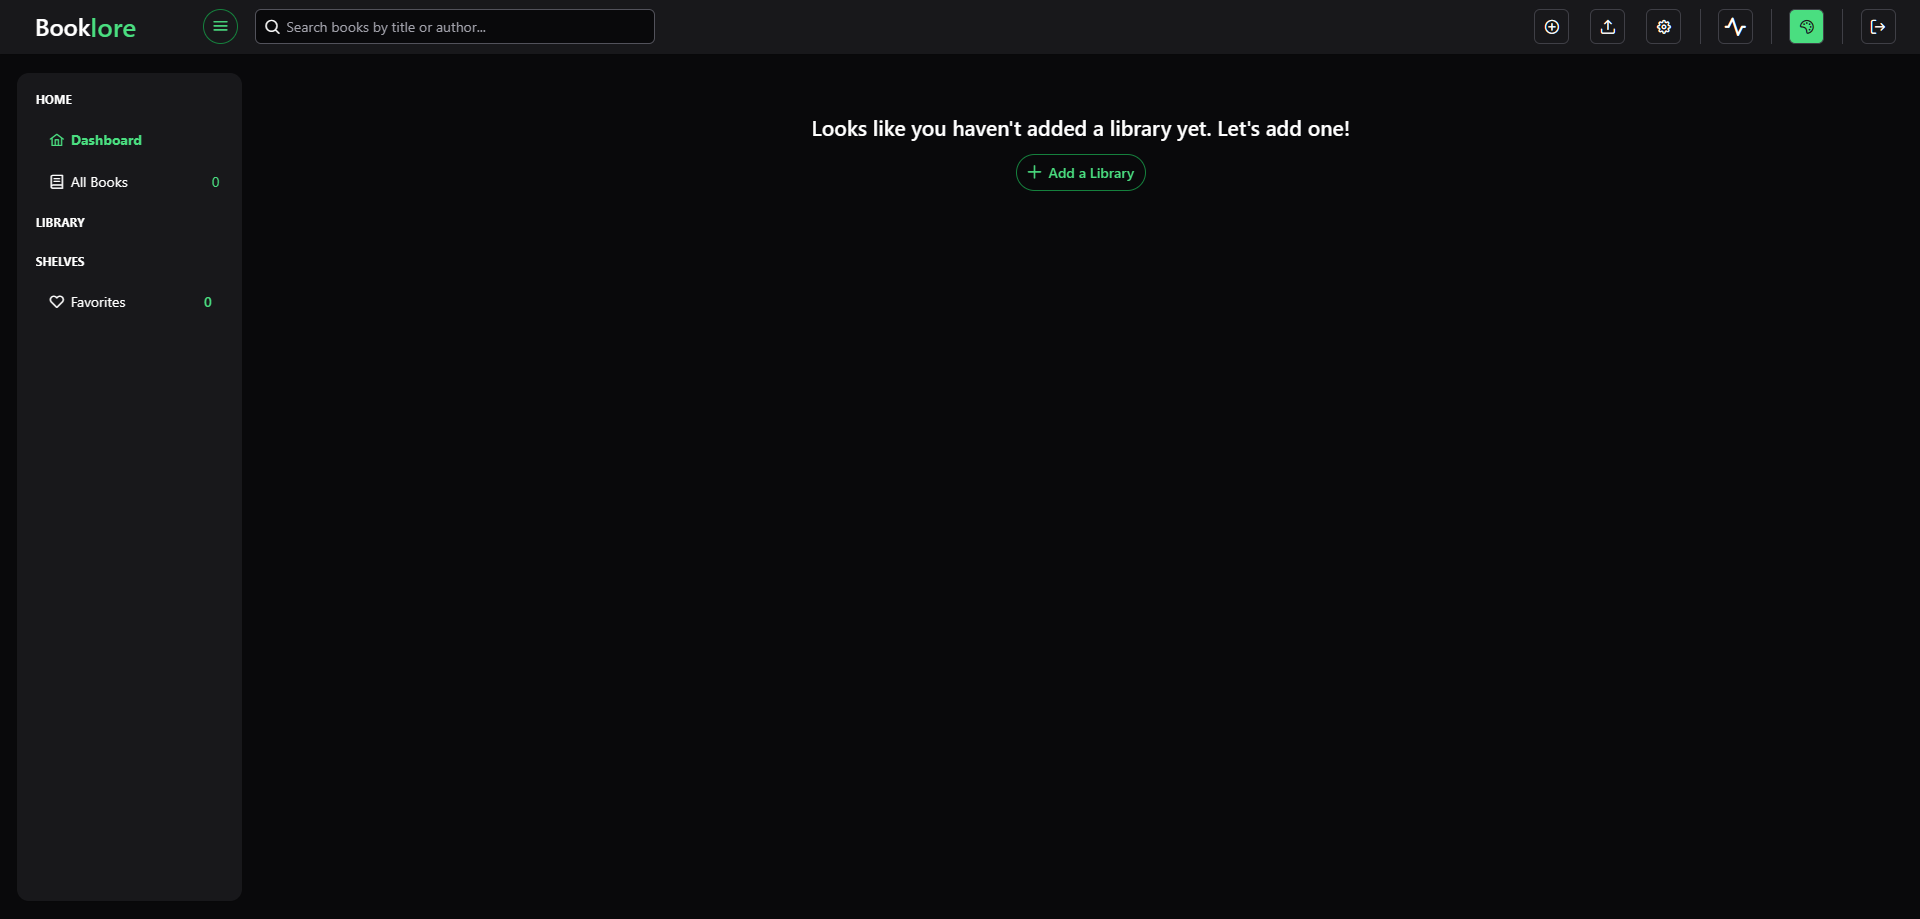 Booklore
Search books by title or author...
HOME
Dashboard
All Books 0
LIBRARY
SHELVES
Favorites 0
Looks like you haven't added a library yet. Let's add one!
Add a Library